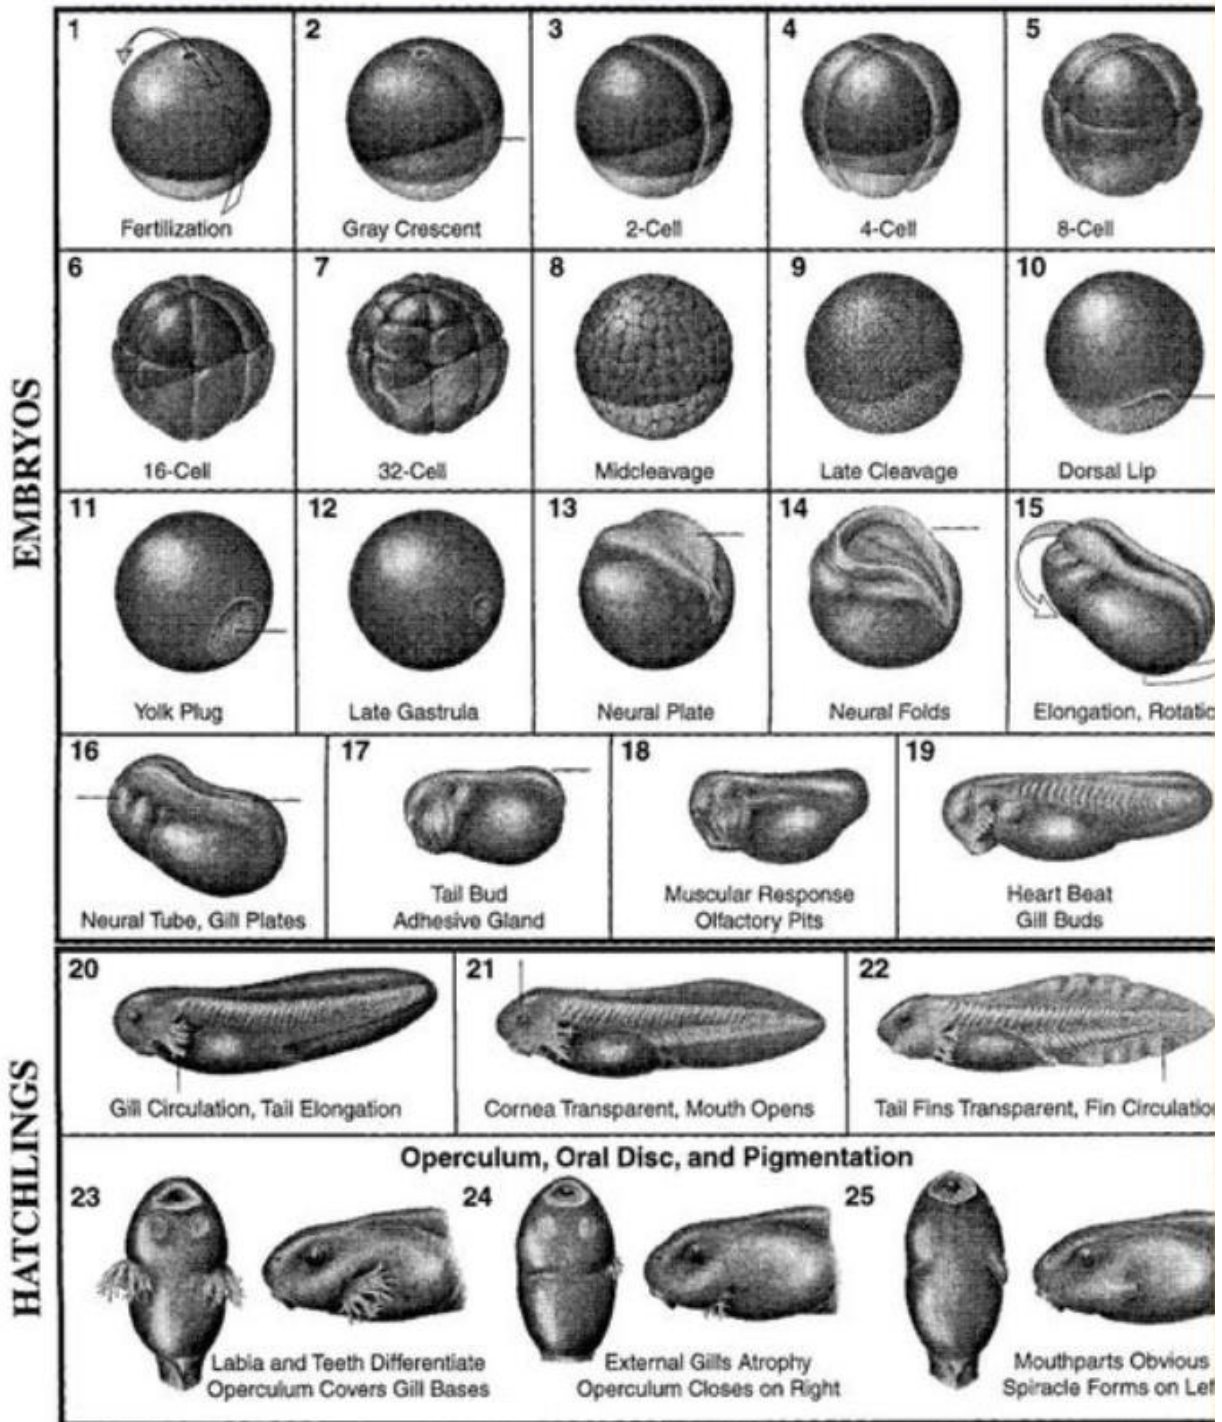 EMBRYOS
1
2
3
4
5
Fertilization
Gray Crescent
2-Cell
4-Cell
8-Cell
6
7
8
9
10
16-Cell
32-Cell
Midcleavage
Late Cleavage
Dorsal Lip
11
12
13
14
15
Yolk Plug
Late Gastrula
Neural Plate
Neural Folds
Elongation, Rotatio
16
17
18
19
Neural Tube, Gill Plates
Tail Bud
Adhesive Gland
Muscular Response
Olfactory Pits
Heart Beat
Gill Buds
HATCHLINGS
20
21
22
Gill Circulation, Tail Elongation
Cornea Transparent, Mouth Opens
Tail Fins Transparent, Fin Circulation
Operculum, Oral Disc, and Pigmentation
23
24
25
Labia and Teeth Differentiate
Operculum Covers Gill Bases
External Gills Atrophy
Operculum Closes on Right
Mouthparts Obvious
Spiracle Forms on Lef